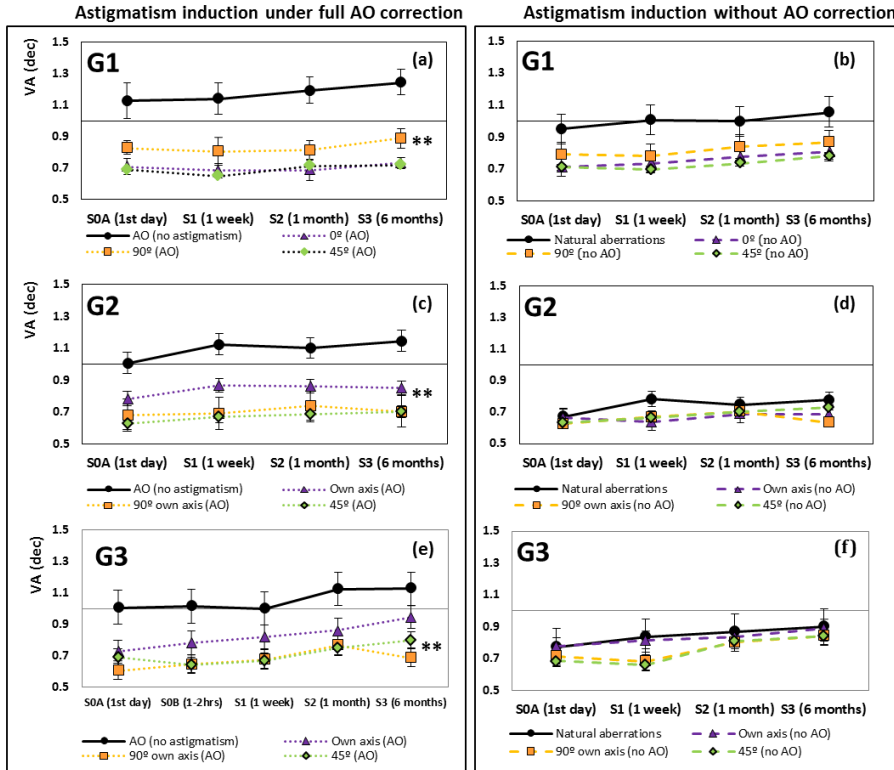 Astigmatism induction under full AO correction
Astigmatism induction without AO correction
VA (dec)
1.5
1.3
1.1
0.9
0.7
0.5
G1
(a)
**
S0A (1st day) S1 (1 week) S2 (1 month) S3 (6 months)
AO (no astigmatism) 0º (AO)
90º (AO) 45º (AO)
1.5
1.3
1.1
0.9
0.7
0.5
G1
(b)
S0A (1st day) S1 (1 week) S2 (1 month) S3 (6 months)
Natural aberrations 0º (no AO)
90º (no AO) 45º (no AO)
VA (dec)
1.5
1.3
1.1
0.9
0.7
0.5
G2
(c)
**
S0A (1st day) S1 (1 week) S2 (1 month) S3 (6 months)
AO (no astigmatism) Own axis (AO)
90º own axis (AO) 45º (AO)
1.5
1.3
1.1
0.9
0.7
0.5
G2
(d)
S0A (1st day) S1 (1 week) S2 (1 month) S3 (6 months)
Natural aberrations Own axis (no AO)
90º own axis (no AO) 45º (no AO)
VA (dec)
1.5
1.3
1.1
0.9
0.7
0.5
G3
(e)
**
S0A (1st day) S0B (1-2hrs) S1 (1 week) S2 (1 month) S3 (6 months)
AO (no astigmatism) Own axis (AO)
90º own axis (AO) 45º (AO)
1.5
1.3
1.1
0.9
0.7
0.5
G3
(f)
S0A (1st day) S1 (1 week) S2 (1 month) S3 (6 months)
Natural aberrations Own axis (no AO)
90º own axis (no AO) 45º (no AO)